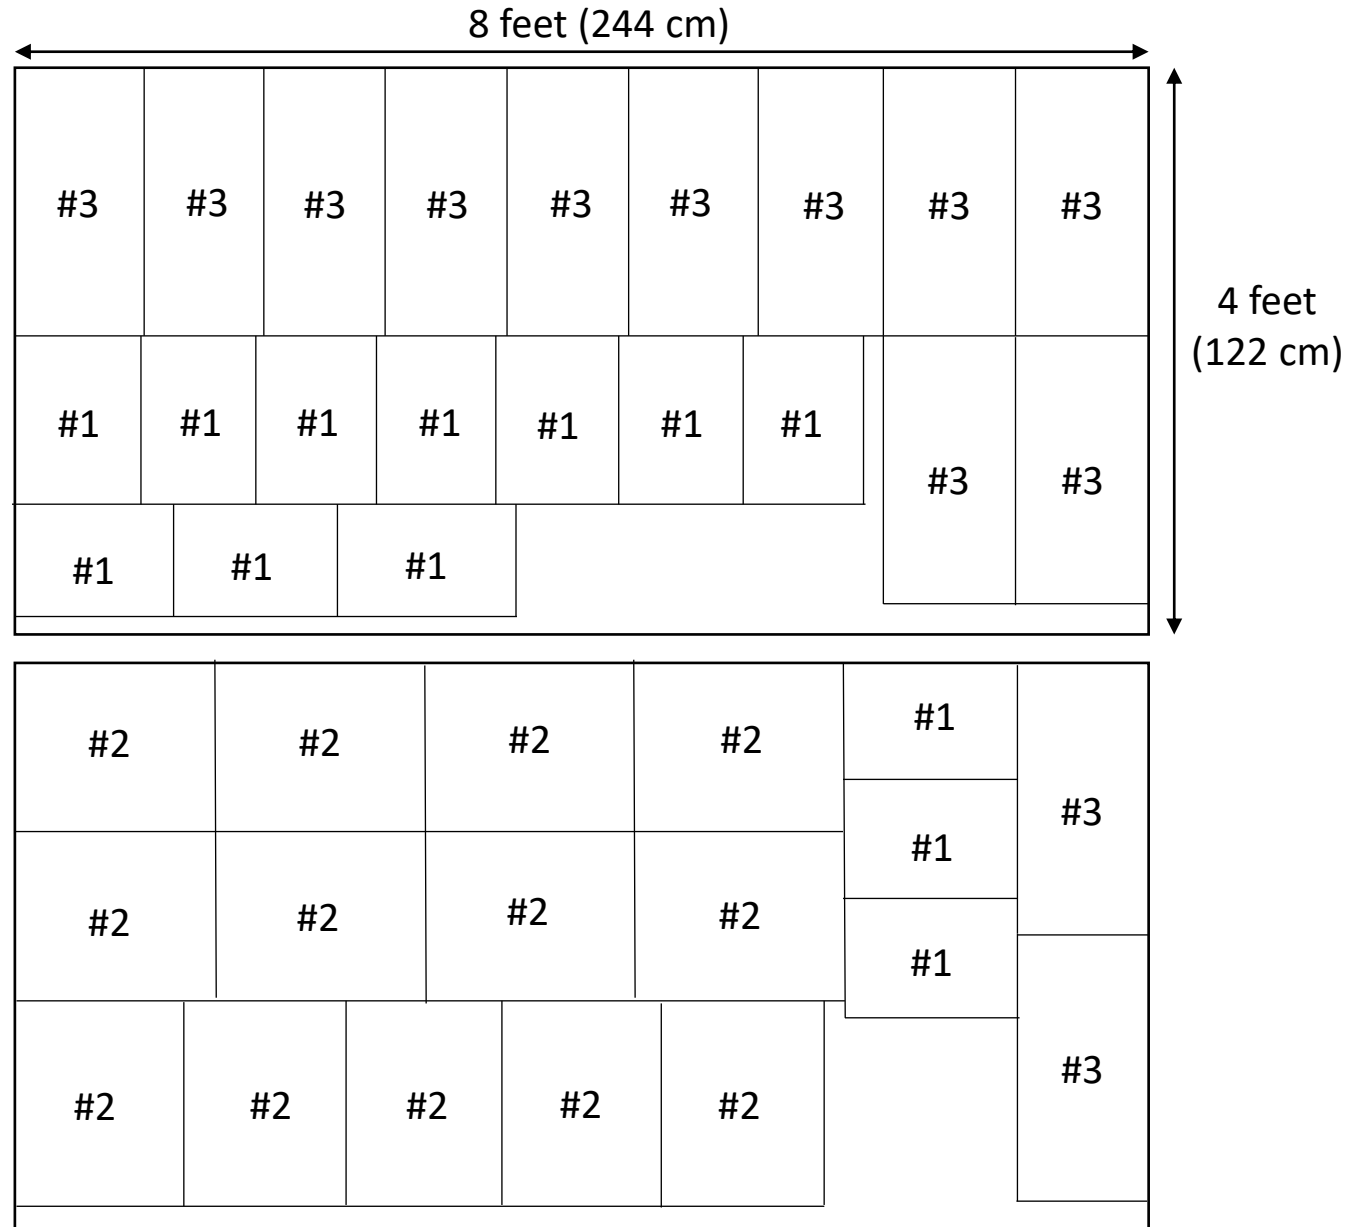 8 feet (244 cm)
#3 #3 #3 #3 #3 #3 #3 #3 #3
4 feet
(122 cm)
#1 #1 #1 #1 #1 #1 #1
#3 #3
#1 #1 #1
#2 #2 #2 #2 #1
#3
#1
#2 #2 #2 #2
#1
#3
#2 #2 #2 #2 #2